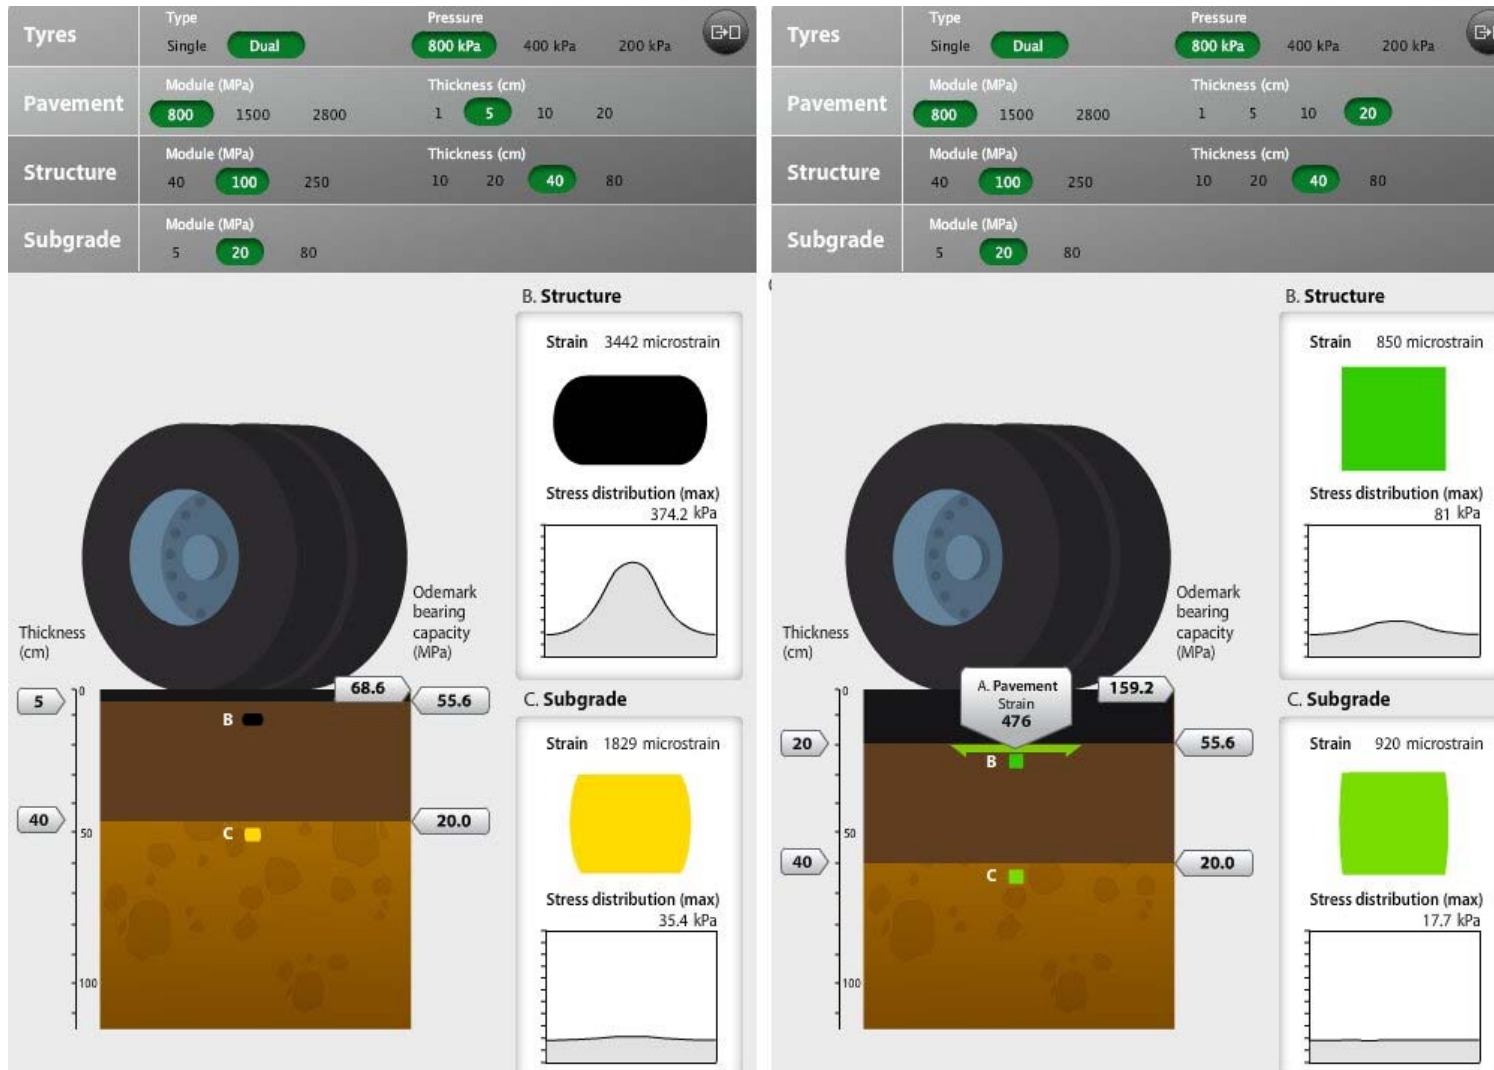 Tyres
Type
Single Dual
Pressure
800 kPa 400 kPa 200 kPa
Pavement
Module (MPa)
800 1500 2800
Thickness (cm)
1 5 10 20
Structure
Module (MPa)
40 100 250
Thickness (cm)
10 20 40 80
Subgrade
Module (MPa)
5 20 80
B. Structure
Strain 3442 microstrain
Stress distribution (max)
374.2 kPa
Odemark
bearing
capacity
(MPa)
Thickness
(cm)
5
0
68.6
55.6
B
40
50
20.0
C
100
C. Subgrade
Strain 1829 microstrain
Stress distribution (max)
35.4 kPa
Tyres
Type
Single Dual
Pressure
800 kPa 400 kPa 200 kPa
Pavement
Module (MPa)
800 1500 2800
Thickness (cm)
1 5 10 20
Structure
Module (MPa)
40 100 250
Thickness (cm)
10 20 40 80
Subgrade
Module (MPa)
5 20 80
B. Structure
Strain 850 microstrain
Stress distribution (max)
81 kPa
Odemark
bearing
capacity
(MPa)
Thickness
(cm)
0
A. Pavement
Strain
476
159.2
20
55.6
B
50
40
20.0
C
100
C. Subgrade
Strain 920 microstrain
Stress distribution (max)
17.7 kPa